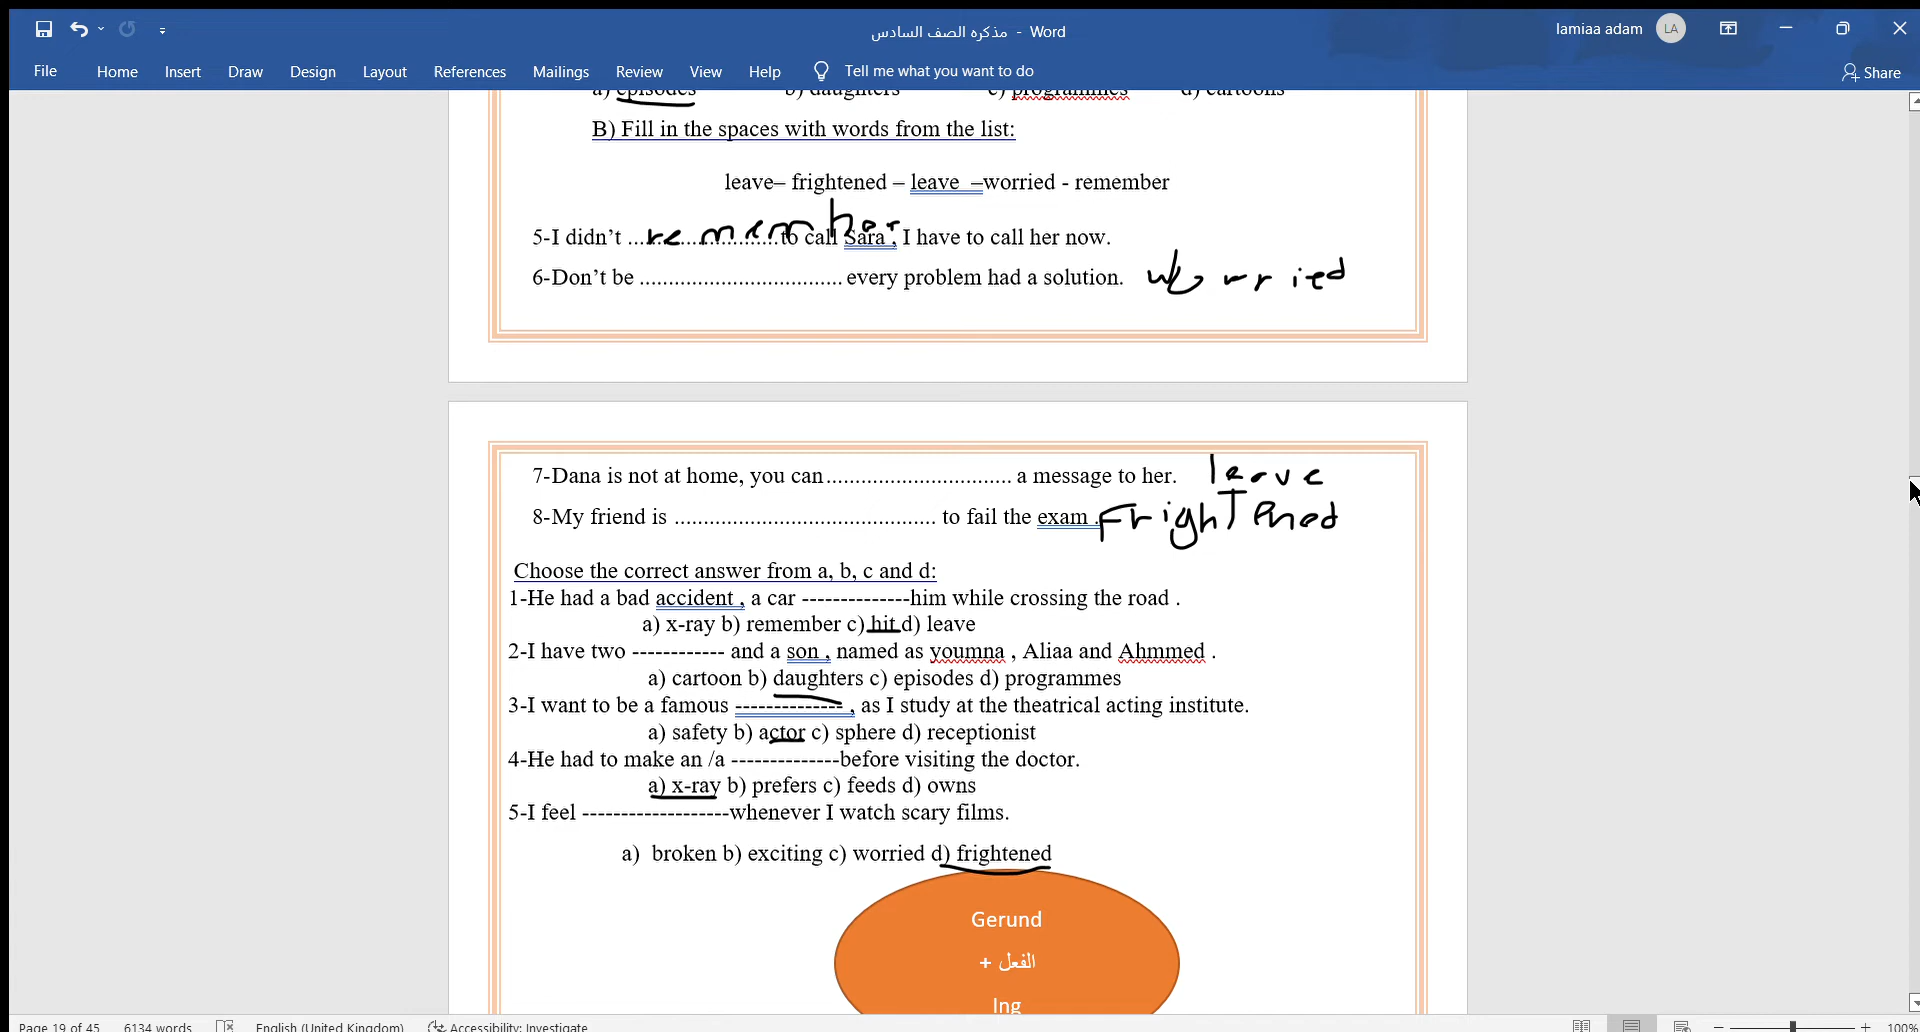 مذكره الصف السادس - Word
lamiaa adam LA
File Home Insert Draw Design Layout References Mailings Review View Help Tell me what you want to do Share
a) episodes b) daughters c) programmes d) cartoons
B) Fill in the spaces with words from the list:
leave– frightened – leave –worried - remember
5-I didn’t ..........................to call Sara , I have to call her now.
remember
6-Don’t be .................................. every problem had a solution. worried
7-Dana is not at home, you can............................... a message to her. leave
8-My friend is ............................................ to fail the exam . Frightened
Choose the correct answer from a, b, c and d:
1-He had a bad accident , a car --------------him while crossing the road .
a) x-ray b) remember c) hit d) leave
2-I have two ------------ and a son , named as youmna , Aliaa and Ahmmed .
a) cartoon b) daughters c) episodes d) programmes
3-I want to be a famous -------------- , as I study at the theatrical acting institute.
a) safety b) actor c) sphere d) receptionist
4-He had to make an /a --------------before visiting the doctor.
a) x-ray b) prefers c) feeds d) owns
5-I feel -------------------whenever I watch scary films.
a) broken b) exciting c) worried d) frightened
Gerund
الفعل +
Ing
Page 19 of 45 6134 words English (United Kingdom) Accessibility: Investigate 100%